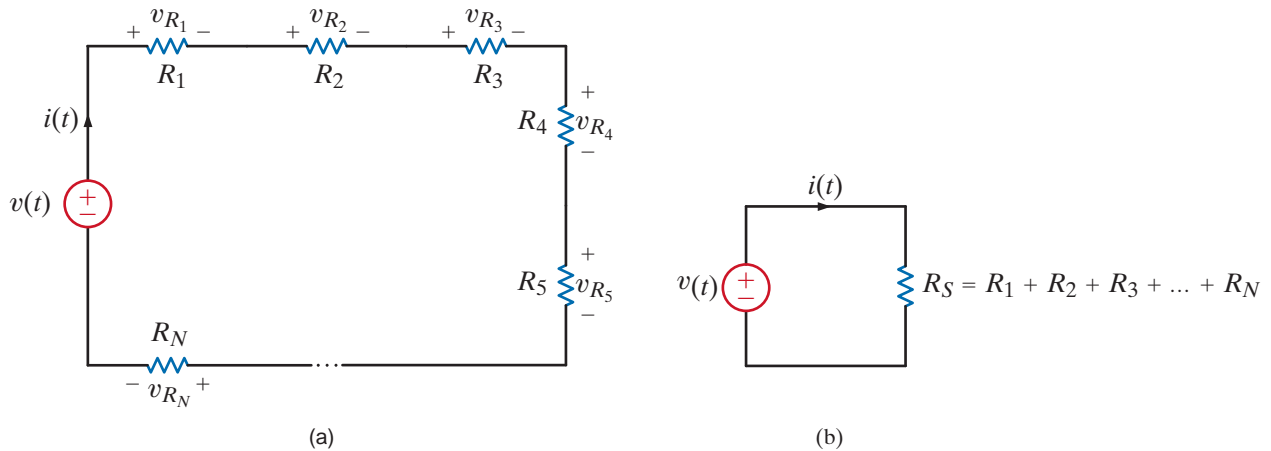 + v_{R_1} −
R_1
+ v_{R_2} −
R_2
+ v_{R_3} −
R_3
+
R_4 v_{R_4}
−
i(t)
v(t)
+
−
+
R_5 v_{R_5}
−
R_N
− v_{R_N} +
...
(a)
i(t)
v(t)
+
−
R_S = R_1 + R_2 + R_3 + ... + R_N
(b)